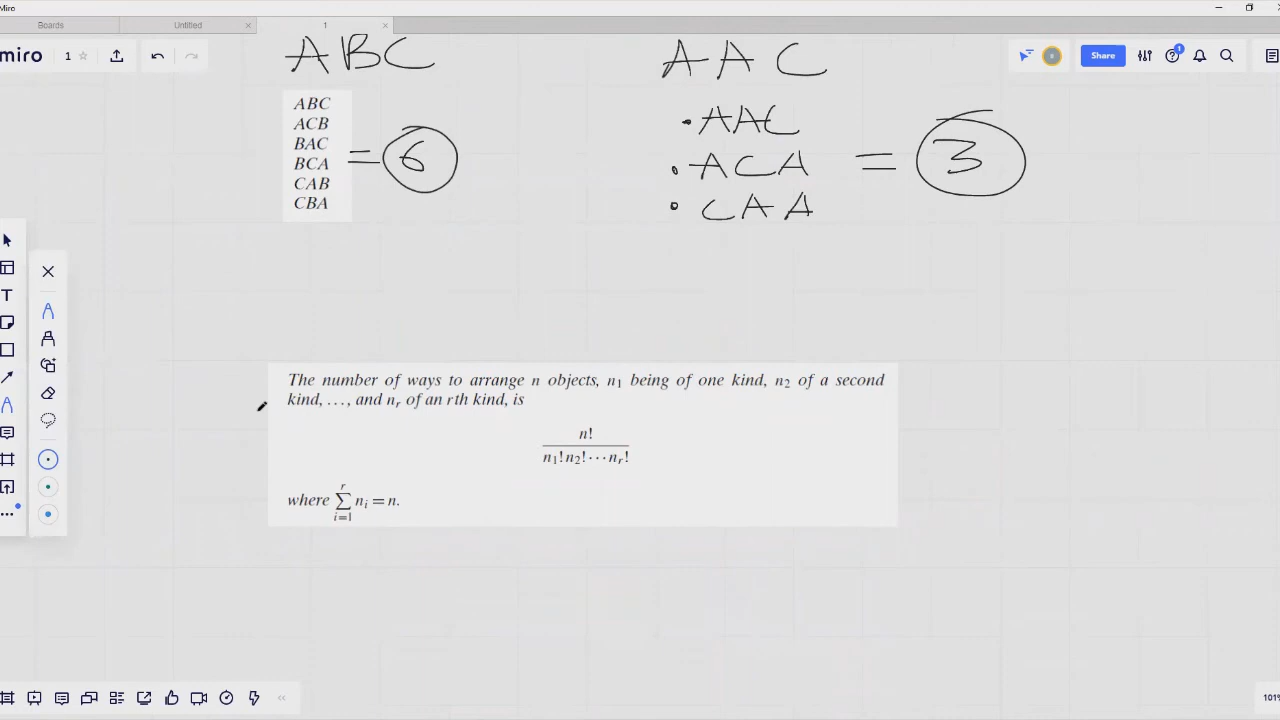 Miro
Boards
Untitled
1
miro
1
Share
1
ABC
AAC
ABC
ACB
BAC
BCA
CAB
CBA
= 6
• AAC
• ACA
• CAA
= 3
T
The number of ways to arrange n objects, n₁ being of one kind, n₂ of a second
kind, ..., and nᵣ of an rth kind, is
n!
n₁! n₂! ⋯ nᵣ!
where ∑ᵢ₌₁ʳ nᵢ = n.
101%